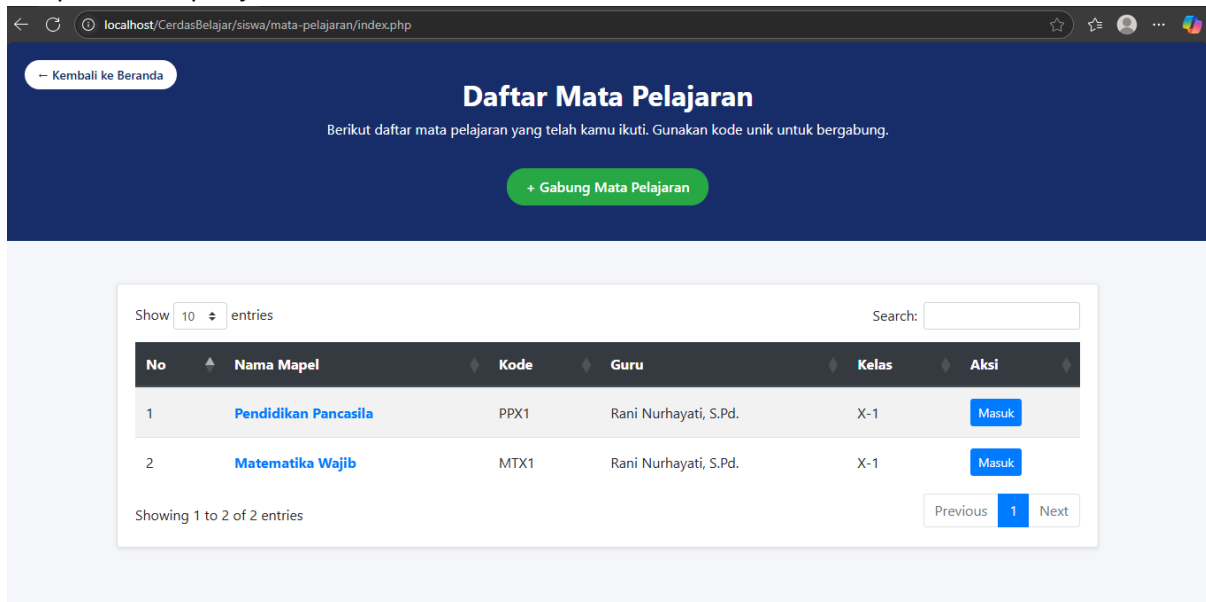 localhost/CerdasBelajar/siswa/mata-pelajaran/index.php
← Kembali ke Beranda
Daftar Mata Pelajaran
Berikut daftar mata pelajaran yang telah kamu ikuti. Gunakan kode unik untuk bergabung.
+ Gabung Mata Pelajaran
Show 10 entries
Search:
No Nama Mapel Kode Guru Kelas Aksi
1 Pendidikan Pancasila PPX1 Rani Nurhayati, S.Pd. X-1 Masuk
2 Matematika Wajib MTX1 Rani Nurhayati, S.Pd. X-1 Masuk
Showing 1 to 2 of 2 entries
Previous 1 Next